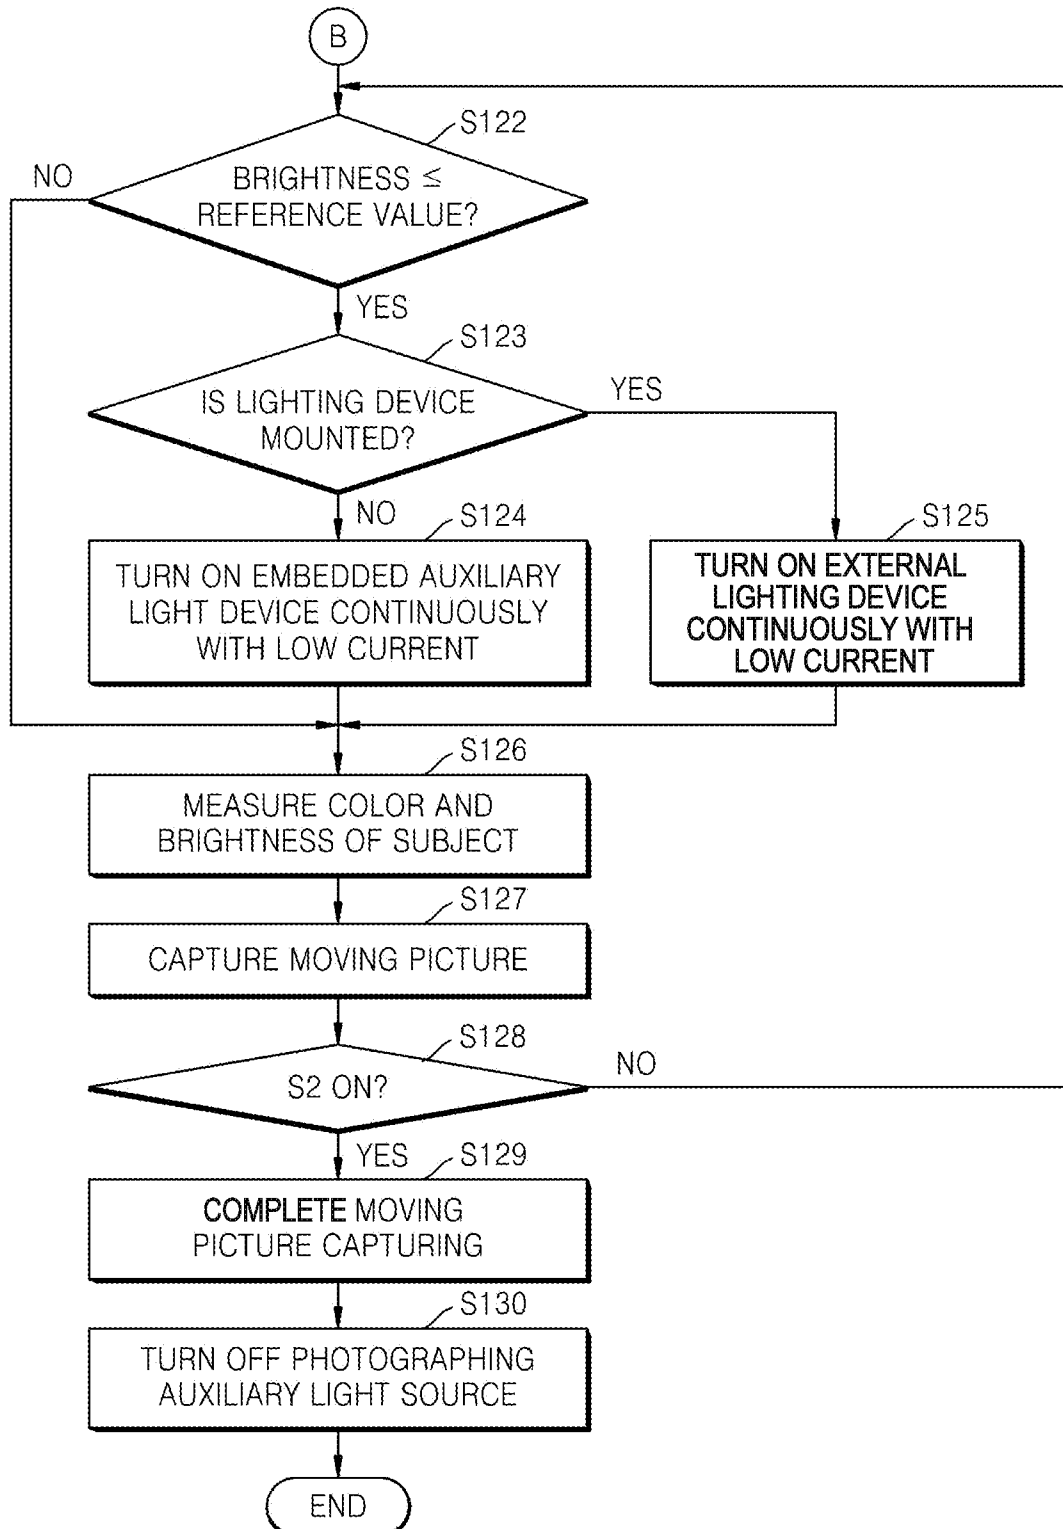 B
S122
NO
BRIGHTNESS ≤
REFERENCE VALUE?
YES
S123
IS LIGHTING DEVICE
MOUNTED?
YES
NO
S124
TURN ON EMBEDDED AUXILIARY
LIGHT DEVICE CONTINUOUSLY
WITH LOW CURRENT
S125
TURN ON EXTERNAL
LIGHTING DEVICE
CONTINUOUSLY WITH
LOW CURRENT
S126
MEASURE COLOR AND
BRIGHTNESS OF SUBJECT
S127
CAPTURE MOVING PICTURE
S128
S2 ON?
NO
YES
S129
COMPLETE MOVING
PICTURE CAPTURING
S130
TURN OFF PHOTOGRAPHING
AUXILIARY LIGHT SOURCE
END